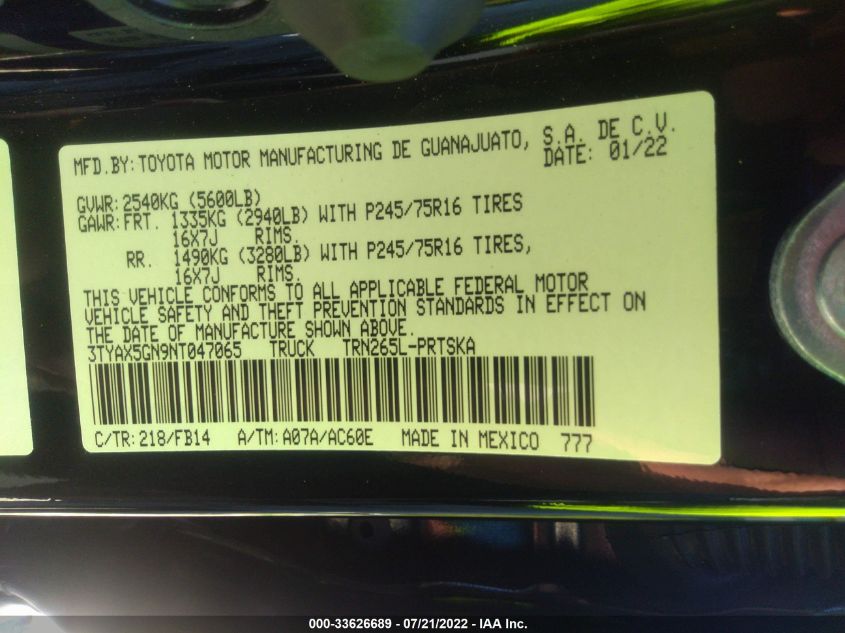 MFD.BY: TOYOTA MOTOR MANUFACTURING DE GUANAJUATO, S.A. DE C.V.
DATE: 01/22
GVWR: 2540KG (5600LB)
GAWR: FRT. 1335KG (2940LB) WITH P245/75R16 TIRES
16X7J RIMS.
RR. 1490KG (3280LB) WITH P245/75R16 TIRES,
16X7J RIMS.
THIS VEHICLE CONFORMS TO ALL APPLICABLE FEDERAL MOTOR
VEHICLE SAFETY AND THEFT PREVENTION STANDARDS IN EFFECT ON
THE DATE OF MANUFACTURE SHOWN ABOVE.
3TYAX5GN9NT047065 TRUCK TRN265L-PRTSKA
C/TR: 218/FB14 A/TM: A07A/AC60E MADE IN MEXICO 777
000-33626689 - 07/21/2022 - IAA Inc.